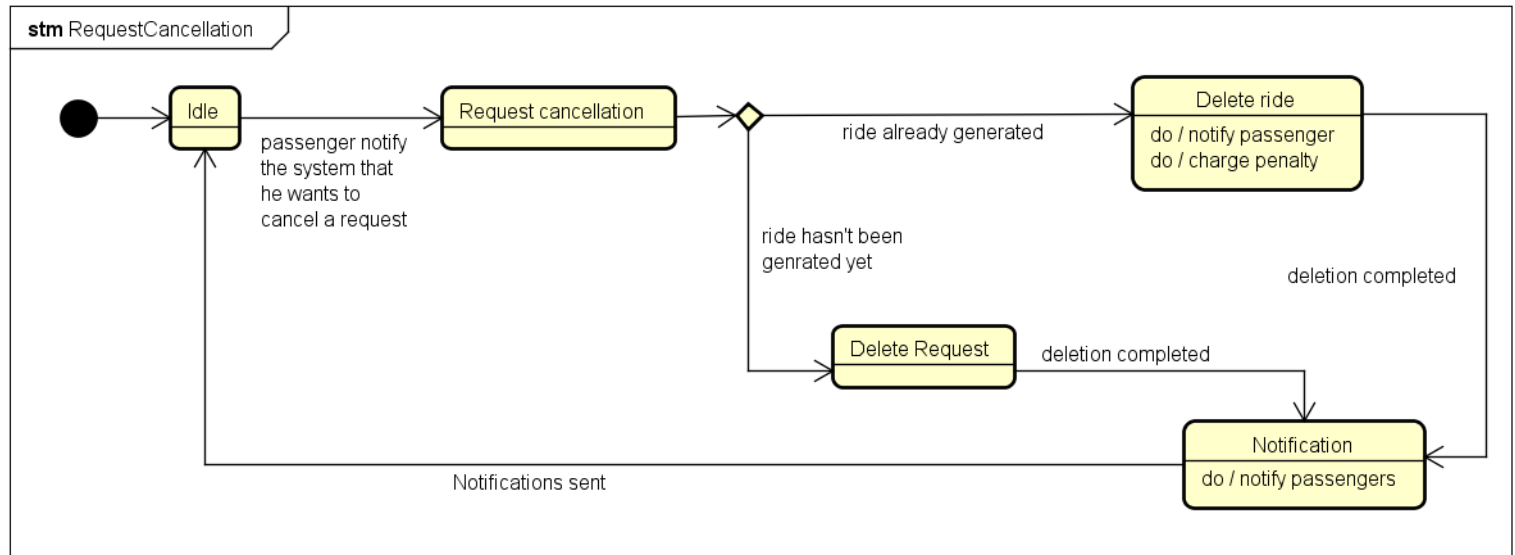 stm RequestCancellation
Idle
passenger notify
the system that
he wants to
cancel a request
Request cancellation
ride already generated
Delete ride
do / notify passenger
do / charge penalty
ride hasn't been
genrated yet
deletion completed
Delete Request
deletion completed
Notification
do / notify passengers
Notifications sent